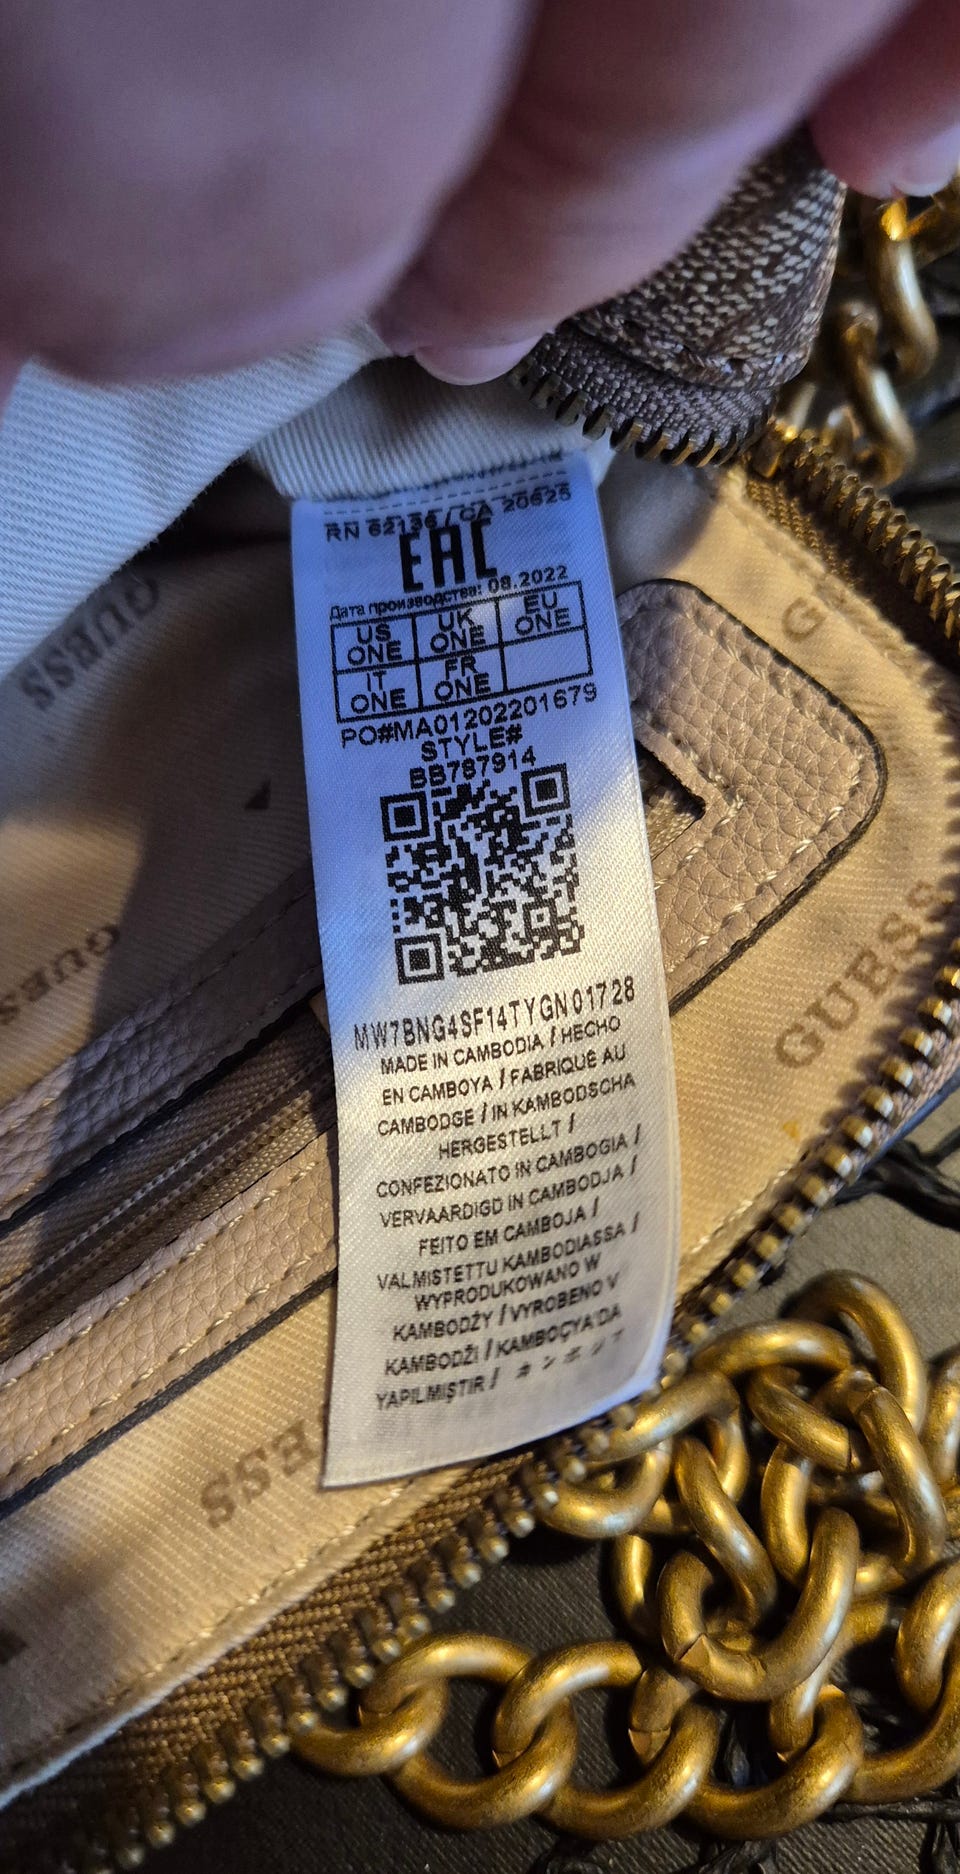 RN 62136 / CA 20625
EAC
Дата производства: 08.2022
US ONE UK ONE EU ONE
IT ONE FR ONE
PO#MA01202201679
STYLE#
BB787914
MW7BNG4SF14TYGN01728
MADE IN CAMBODIA / HECHO
EN CAMBOYA / FABRIQUÉ AU
CAMBODGE / IN KAMBODSCHA
HERGESTELLT /
CONFEZIONATO IN CAMBOGIA /
VERVAARDIGD IN CAMBODJA /
FEITO EM CAMBOJA /
VALMISTETTU KAMBODIASSA /
WYPRODUKOWANO W
KAMBODŻY / VYROBENO V
KAMBODŽI / KAMBOÇYA'DA
YAPILMIŞTIR /
GUESS
GUESS
GUESS